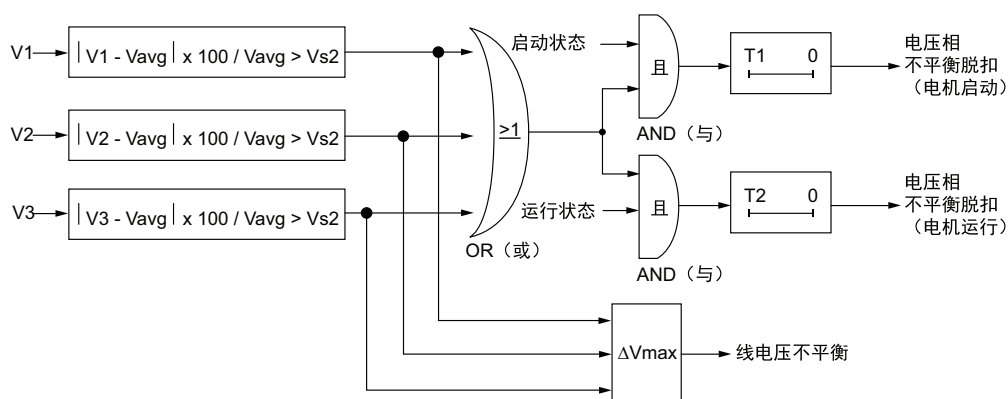 V1
| V1 - Vavg | x 100 / Vavg > Vs2
V2
| V2 - Vavg | x 100 / Vavg > Vs2
V3
| V3 - Vavg | x 100 / Vavg > Vs2
≥1
OR（或）
启动状态
且
AND（与）
T1 0
电压相
不平衡脱扣
（电机启动）
运行状态
且
AND（与）
T2 0
电压相
不平衡脱扣
（电机运行）
ΔVmax
线电压不平衡